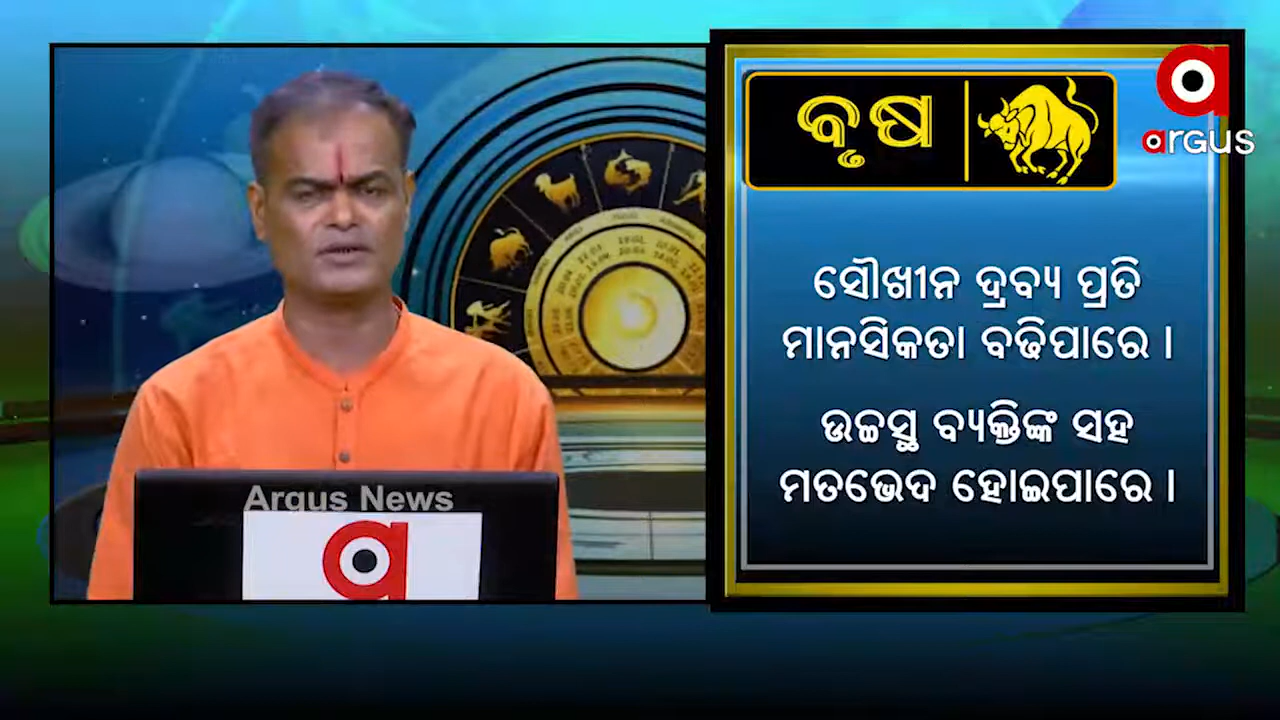 ବୃଷ
argus
ସୌଖୀନ ଦ୍ରବ୍ୟ ପ୍ରତି
ମାନସିକତା ବଢିପାରେ ।
ଉଚ୍ଚସ୍ଥ ବ୍ୟକ୍ତିଙ୍କ ସହ
ମତଭେଦ ହୋଇପାରେ ।
Argus News
a